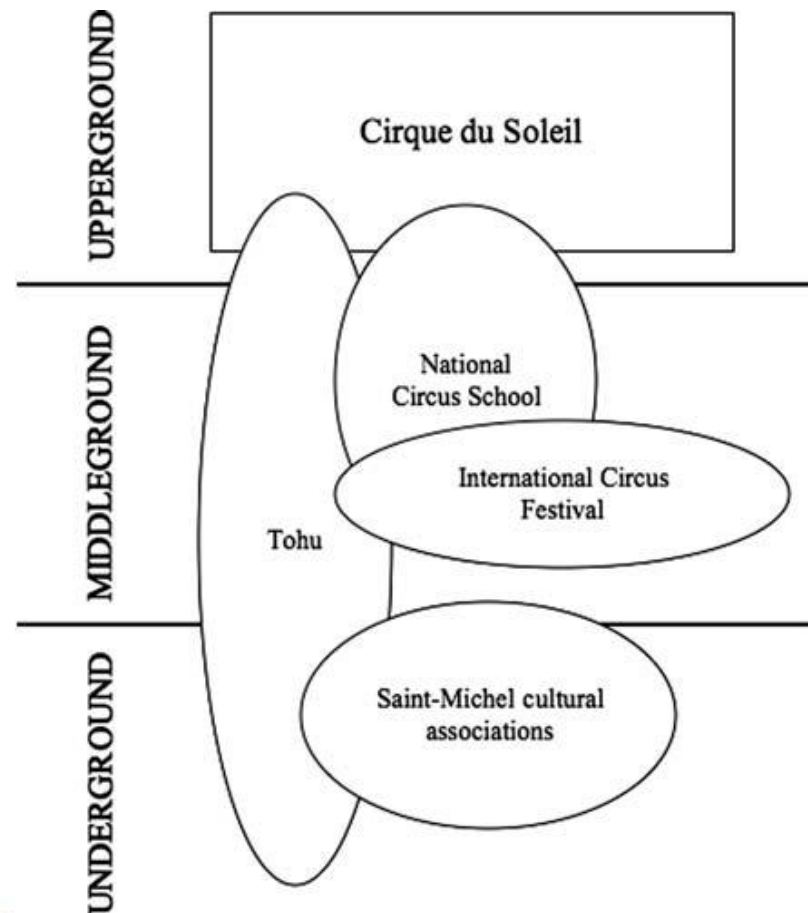 UPPERGROUND
Cirque du Soleil
MIDDLEGROUND
National
Circus School
International Circus
Festival
Tohu
UNDERGROUND
Saint-Michel cultural
associations